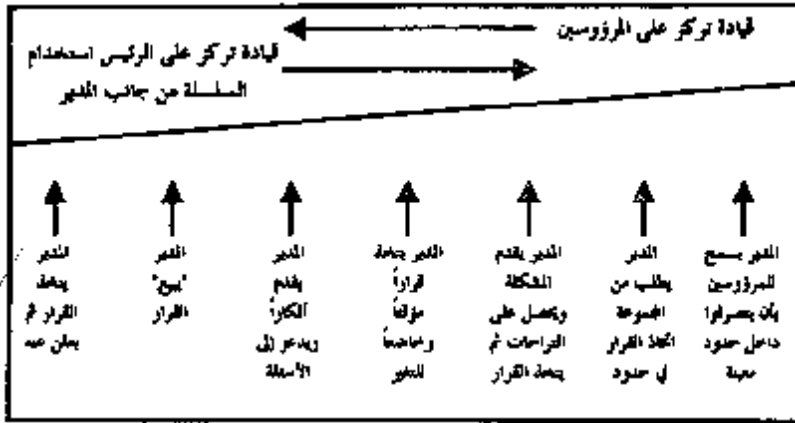 قيادة تركز على المرؤوسين
قيادة تركز على الرئيس استخدام
السلسلة من جانب المدير
المدير يسمح
للمرؤوسين
بأن يتصرفوا
داخل حدود
معينة
المدير
يطلب من
المجموعة
اتخاذ القرار
في حدود
المدير يقدم
المشكلة
ويحصل على
اقتراحات ثم
يتخذ القرار
المدير يتخذ
قراراً
مؤقتاً
وخاضعاً
للتغير
المدير
يقدم
أفكاراً
ويدعو إلى
الأسئلة
المدير
"يبيع"
القرار
المدير
يتخذ
القرار ثم
يعلن عنه